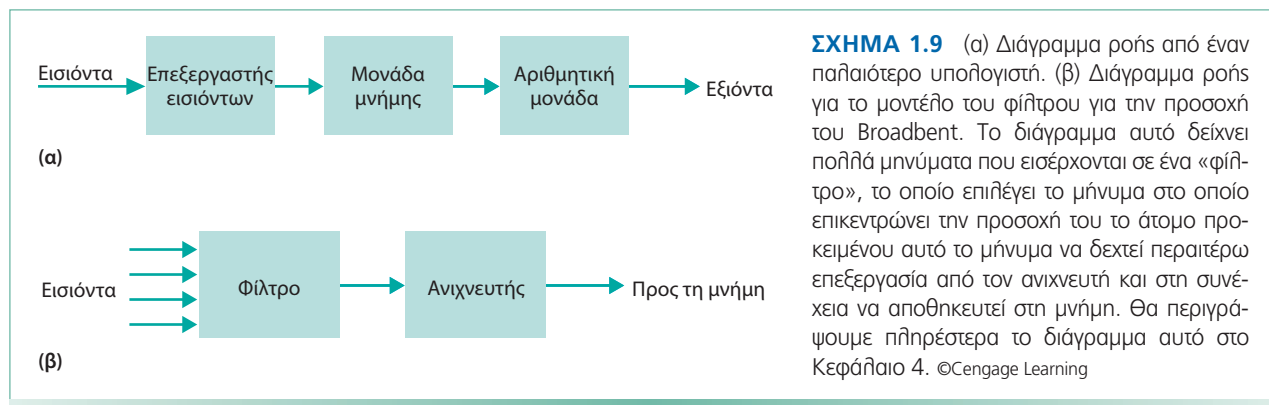 Εισιόντα
Επεξεργαστής
εισιόντων
Μονάδα
μνήμης
Αριθμητική
μονάδα
Εξιόντα
(α)
Εισιόντα
Φίλτρο
Ανιχνευτής
Προς τη μνήμη
(β)
ΣΧΗΜΑ 1.9 (α) Διάγραμμα ροής από έναν
παλαιότερο υπολογιστή. (β) Διάγραμμα ροής
για το μοντέλο του φίλτρου για την προσοχή
του Broadbent. Το διάγραμμα αυτό δείχνει
πολλά μηνύματα που εισέρχονται σε ένα «φίλ-
τρο», το οποίο επιλέγει το μήνυμα στο οποίο
επικεντρώνει την προσοχή του το άτομο προ-
κειμένου αυτό το μήνυμα να δεχτεί περαιτέρω
επεξεργασία από τον ανιχνευτή και στη συνέ-
χεια να αποθηκευτεί στη μνήμη. Θα περιγρά-
ψουμε πληρέστερα το διάγραμμα αυτό στο
Κεφάλαιο 4. ©Cengage Learning